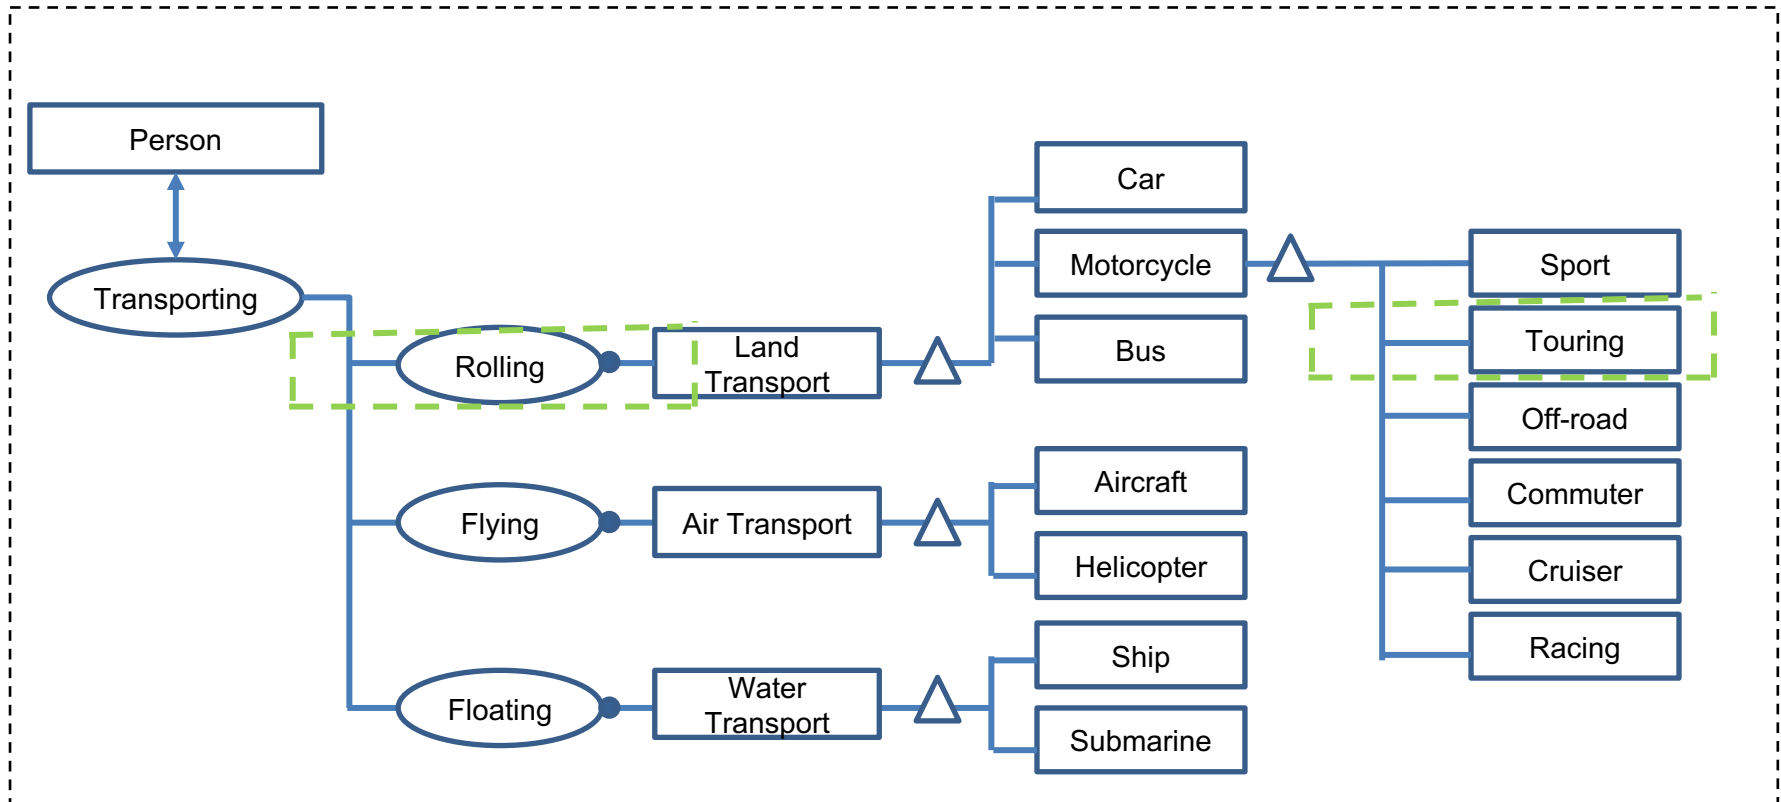 Person
Transporting
Rolling
Land
Transport
Car
Motorcycle
Bus
Sport
Touring
Off-road
Commuter
Cruiser
Racing
Flying
Air Transport
Aircraft
Helicopter
Floating
Water
Transport
Ship
Submarine